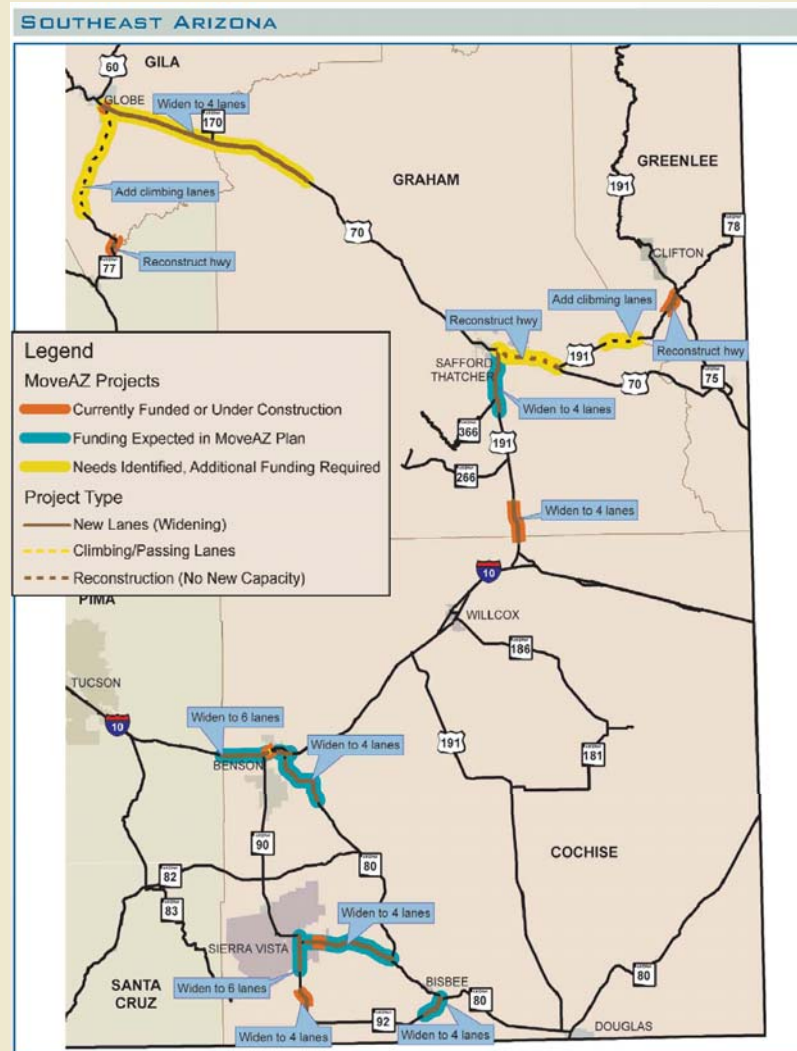 SOUTHEAST ARIZONA
60
GILA
GLOBE
Widen to 4 lanes
170
GRAHAM
GREENLEE
191
Add climbing lanes
70
78
CLIFTON
77
Reconstruct hwy
Add clibming lanes
Reconstruct hwy
191
Reconstruct hwy
SAFFORD
THATCHER
70
75
Widen to 4 lanes
366
191
266
Widen to 4 lanes
Legend
MoveAZ Projects
Currently Funded or Under Construction
Funding Expected in MoveAZ Plan
Needs Identified, Additional Funding Required
Project Type
New Lanes (Widening)
Climbing/Passing Lanes
Reconstruction (No New Capacity)
10
PIMA
WILLCOX
186
TUCSON
Widen to 6 lanes
10
Widen to 4 lanes
191
181
BENSON
90
COCHISE
80
82
83
Widen to 4 lanes
SIERRA VISTA
SANTA
CRUZ
Widen to 6 lanes
BISBEE
80
80
92
Widen to 4 lanes
Widen to 4 lanes
DOUGLAS